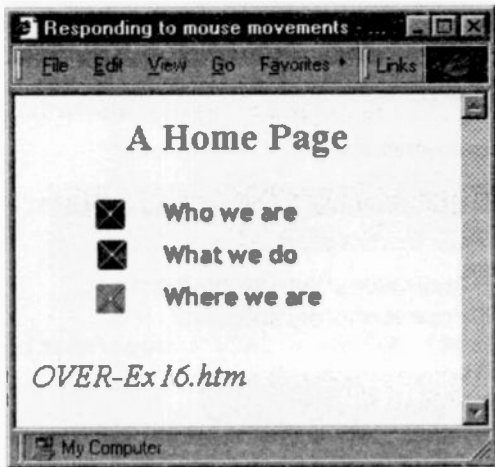 Responding to mouse movements - ...
File Edit View Go Favorites Links
A Home Page
Who we are
What we do
Where we are
OVER-Ex16.htm
My Computer